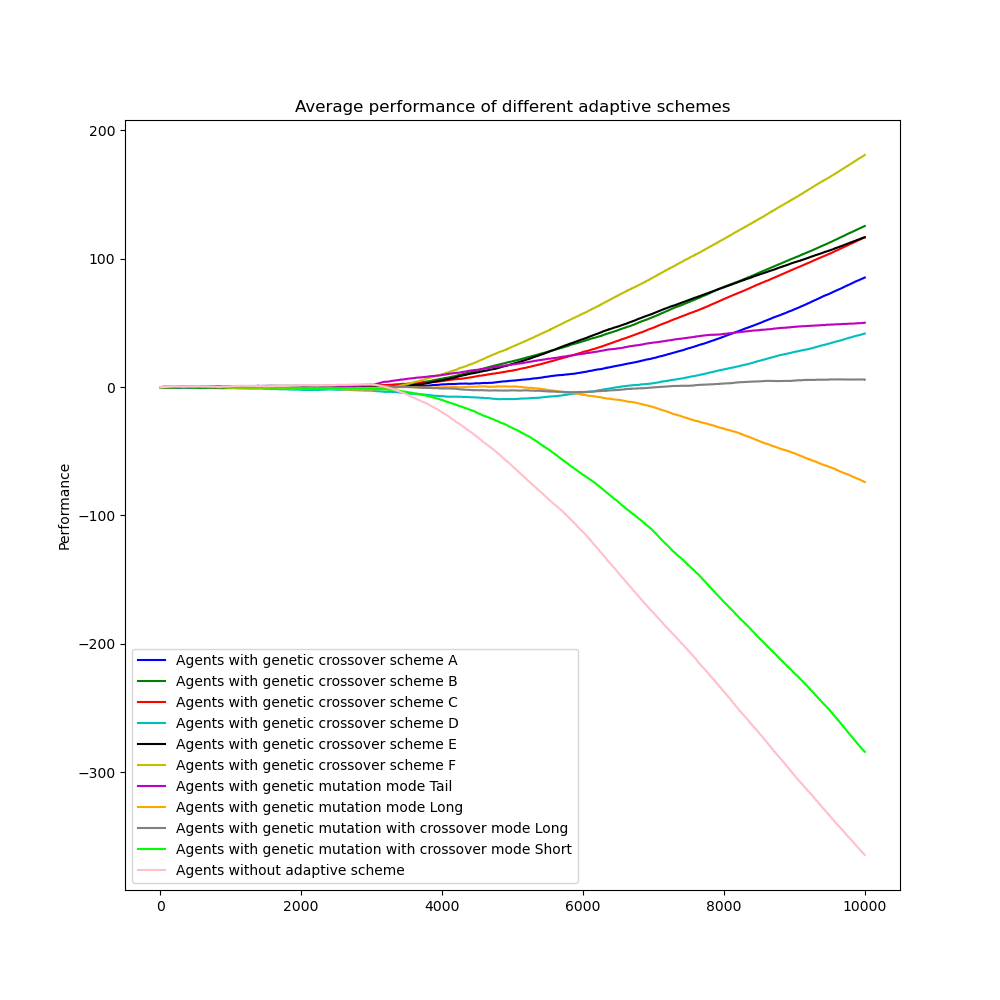 Average performance of different adaptive schemes
200
100
0
−100
−200
−300
Performance
Agents with genetic crossover scheme A
Agents with genetic crossover scheme B
Agents with genetic crossover scheme C
Agents with genetic crossover scheme D
Agents with genetic crossover scheme E
Agents with genetic crossover scheme F
Agents with genetic mutation mode Tail
Agents with genetic mutation mode Long
Agents with genetic mutation with crossover mode Long
Agents with genetic mutation with crossover mode Short
Agents without adaptive scheme
0 2000 4000 6000 8000 10000